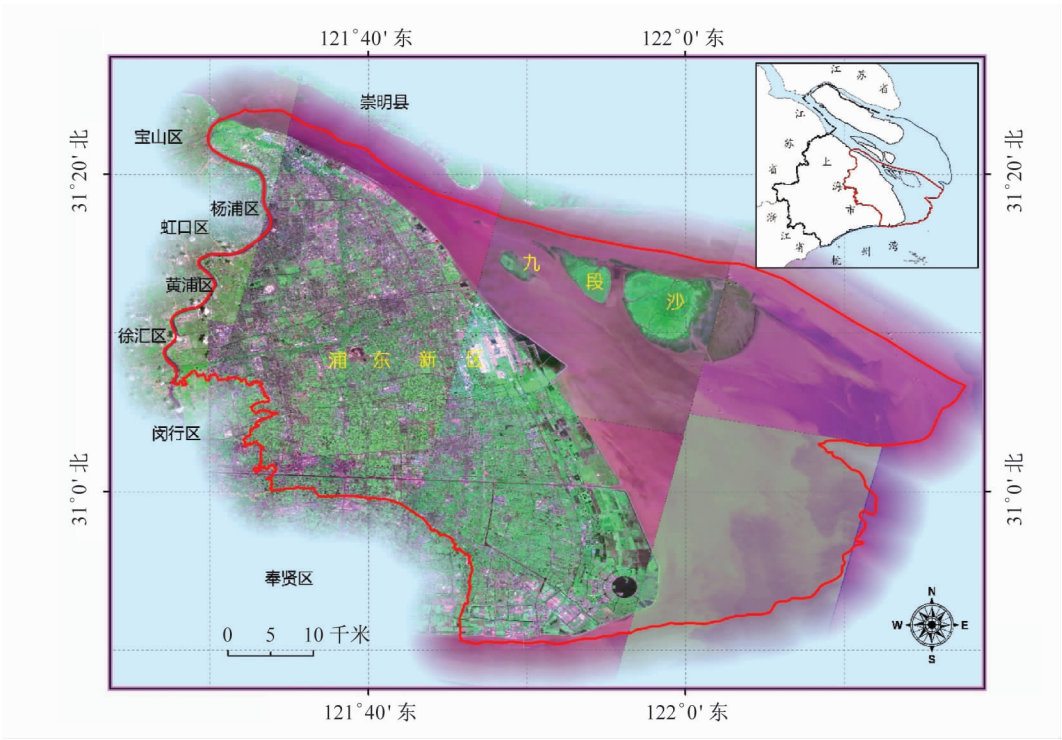 121°40' 东
122°0' 东
崇明县
宝山区
杨浦区
虹口区
黄浦区
徐汇区
闵行区
奉贤区
九
段
沙
浦东新区
31°20' 北
31°20' 北
31°0' 北
31°0' 北
江苏省
江苏省
上海市
浙江省
杭州湾
N
W E
S
0 5 10 千米
121°40' 东
122°0' 东